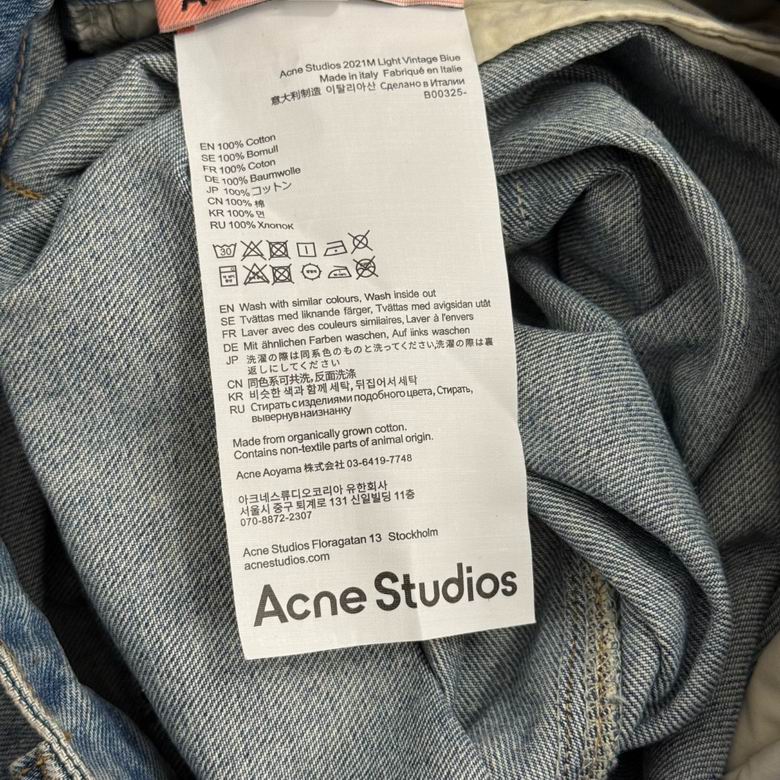 Acne Studios 2021M Light Vintage Blue
Made in italy Fabriqué en Italie
意大利制造 이탈리아산 Сделано в Италии
B00325-
EN 100% Cotton
SE 100% Bomull
FR 100% Coton
DE 100% Baumwolle
JP 100% コットン
CN 100% 棉
KR 100% 면
RU 100% Хлопок
30
EN Wash with similar colours, Wash inside out
SE Tvättas med liknande färger, Tvättas med avigsidan utåt
FR Laver avec des couleurs similaires, Laver à l'envers
DE Mit ähnlichen Farben waschen, Auf links waschen
JP 洗濯の際は同系色のものと洗ってください,洗濯の際は裏
返しにしてください
CN 同色系可共洗,反面洗涤
KR 비슷한 색과 함께 세탁, 뒤집어서 세탁
RU Стирать с изделиями подобного цвета, Стирать,
вывернув наизнанку
Made from organically grown cotton.
Contains non-textile parts of animal origin.
Acne Aoyama 株式会社 03-6419-7748
아크네스튜디오코리아 유한회사
서울시 중구 퇴계로 131 신일빌딩 11층
070-8872-2307
Acne Studios Floragatan 13 Stockholm
acnestudios.com
Acne Studios